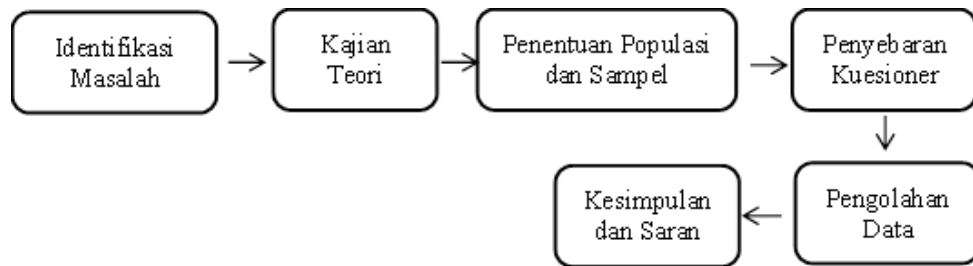 Identifikasi
Masalah
Kajian
Teori
Penentuan Populasi
dan Sampel
Penyebaran
Kuesioner
Pengolahan
Data
Kesimpulan
dan Saran